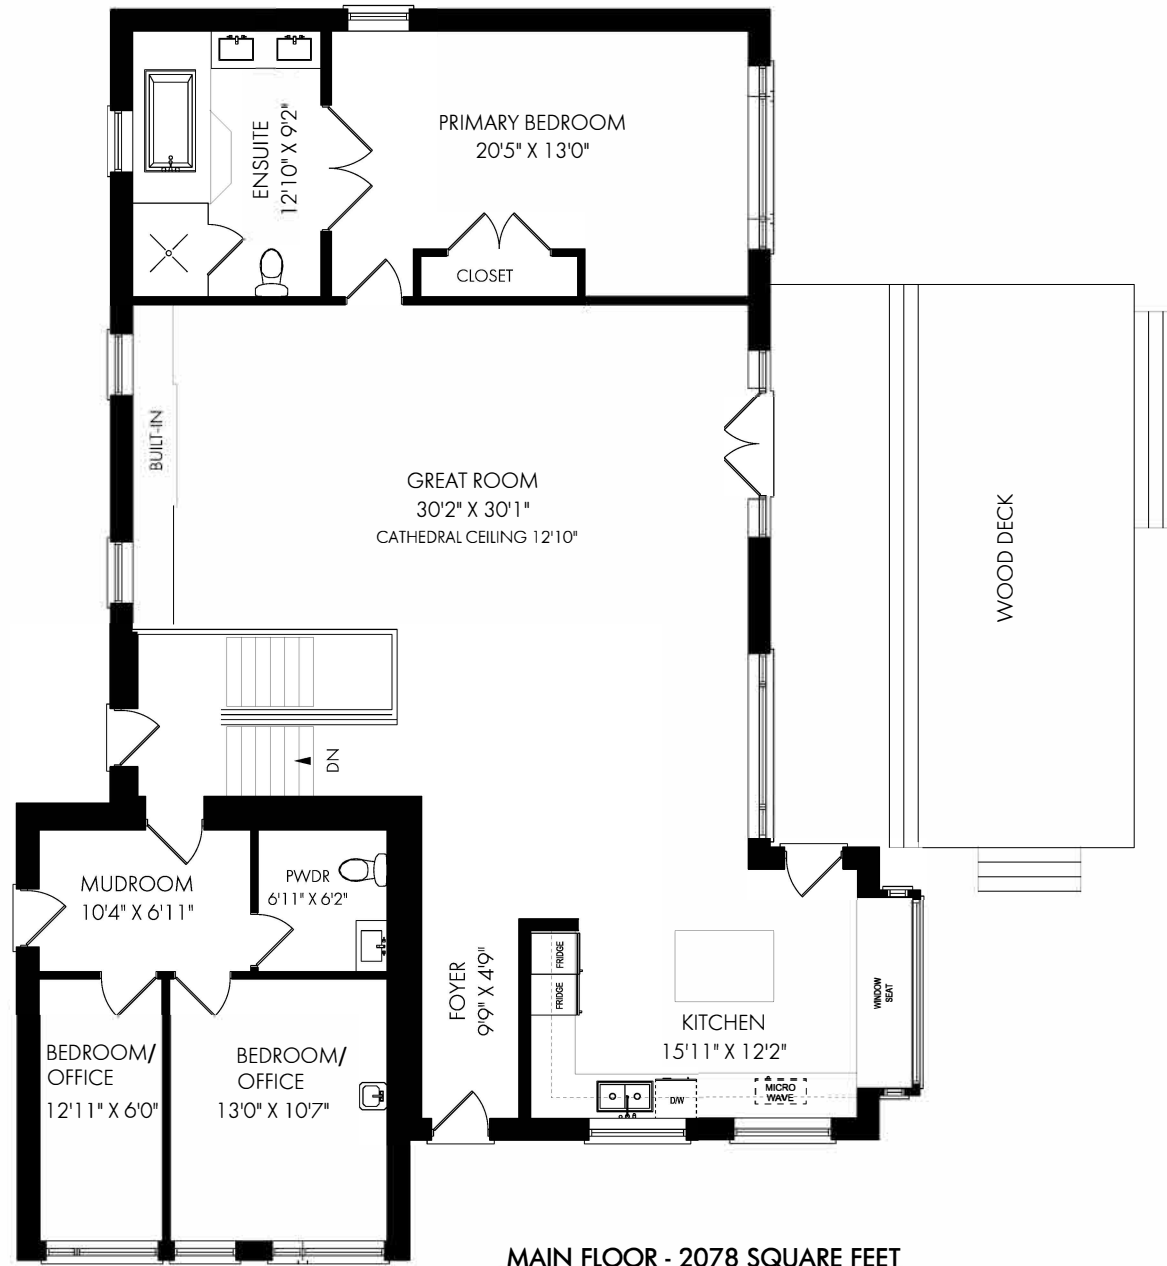 PRIMARY BEDROOM
20'5" X 13'0"
ENSUITE
12'10" X 9'2"
CLOSET
BUILT-IN
GREAT ROOM
30'2" X 30'1"
CATHEDRAL CEILING 12'10"
WOOD DECK
DN
MUDROOM
10'4" X 6'11"
PWDR
6'11" X 6'2"
FOYER
9'9" X 4'9"
FRIDGE
FRIDGE
KITCHEN
15'11" X 12'2"
WINDOW
SEAT
D/W
MICRO
WAVE
BEDROOM/
OFFICE
12'11" X 6'0"
BEDROOM/
OFFICE
13'0" X 10'7"
MAIN FLOOR - 2078 SQUARE FEET